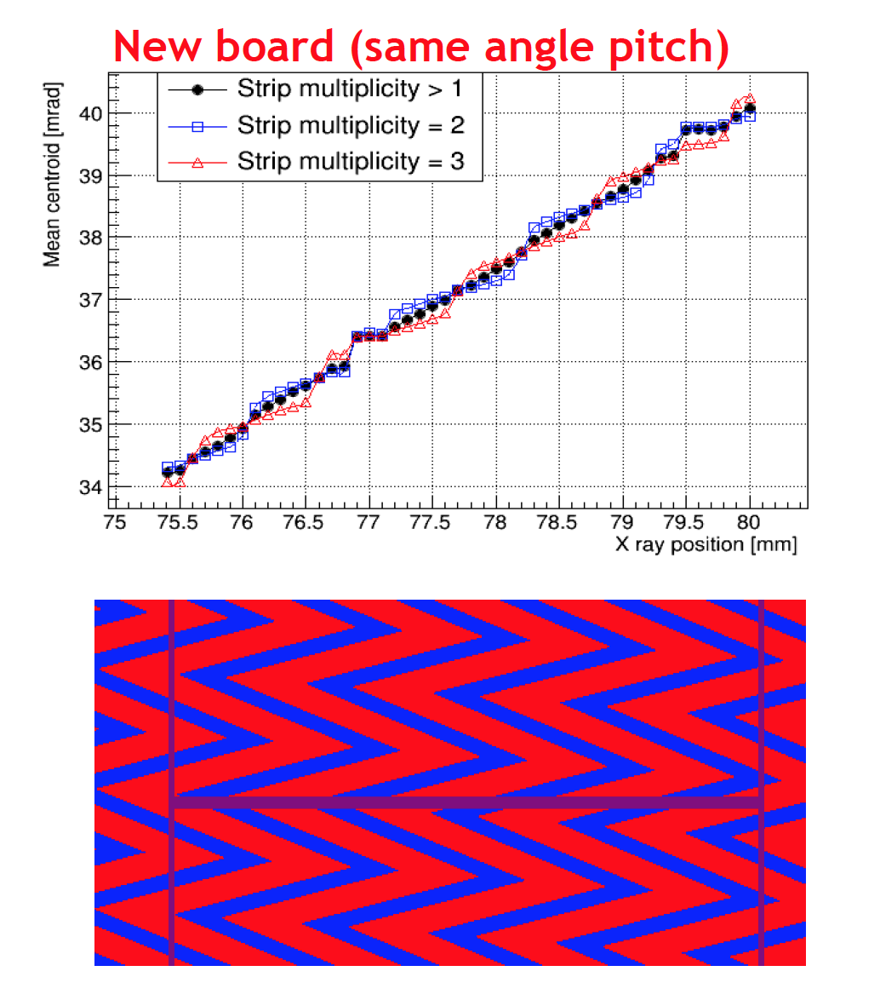 New board (same angle pitch)
Strip multiplicity > 1
Strip multiplicity = 2
Strip multiplicity = 3
Mean centroid [mrad]
40
39
38
37
36
35
34
75 75.5 76 76.5 77 77.5 78 78.5 79 79.5 80
X ray position [mm]